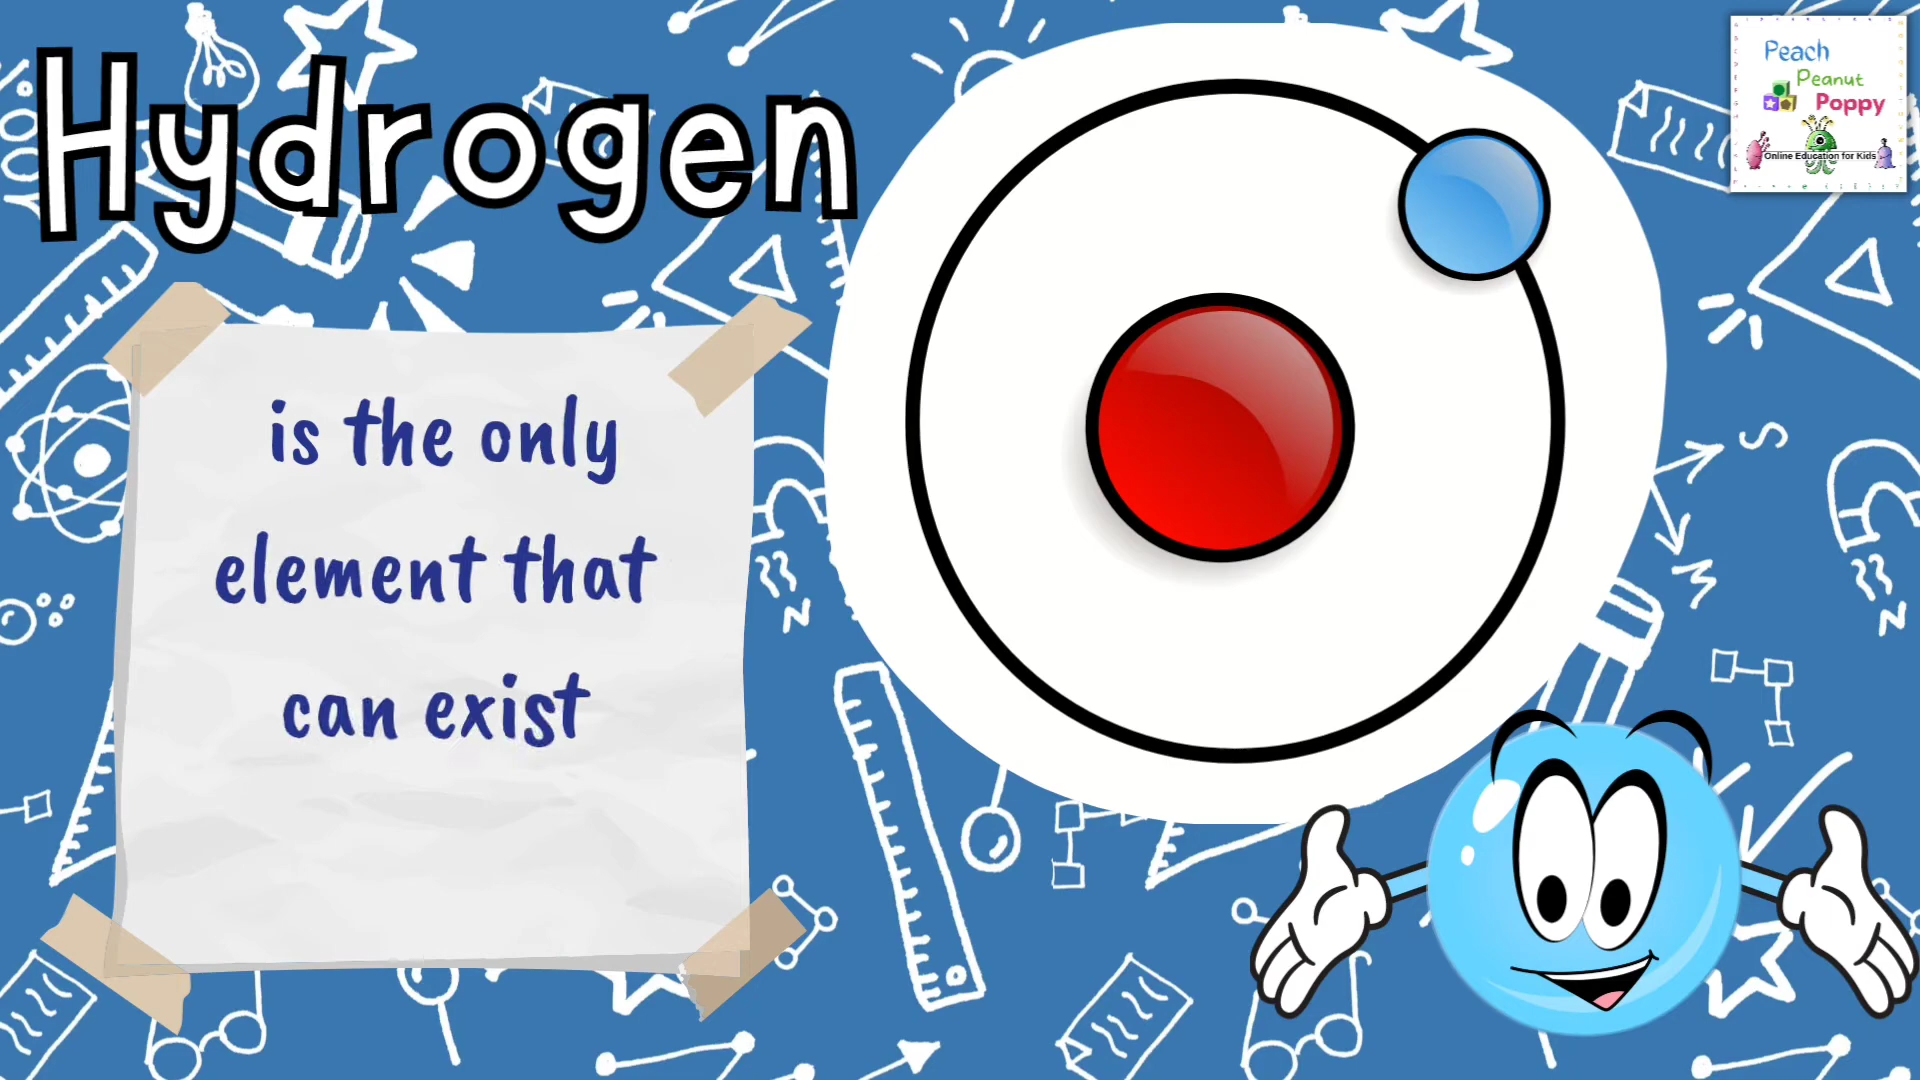 Hydrogen
is the only
element that
can exist
Peach
Peanut
Poppy
Online Education for Kids
S
M
N
N